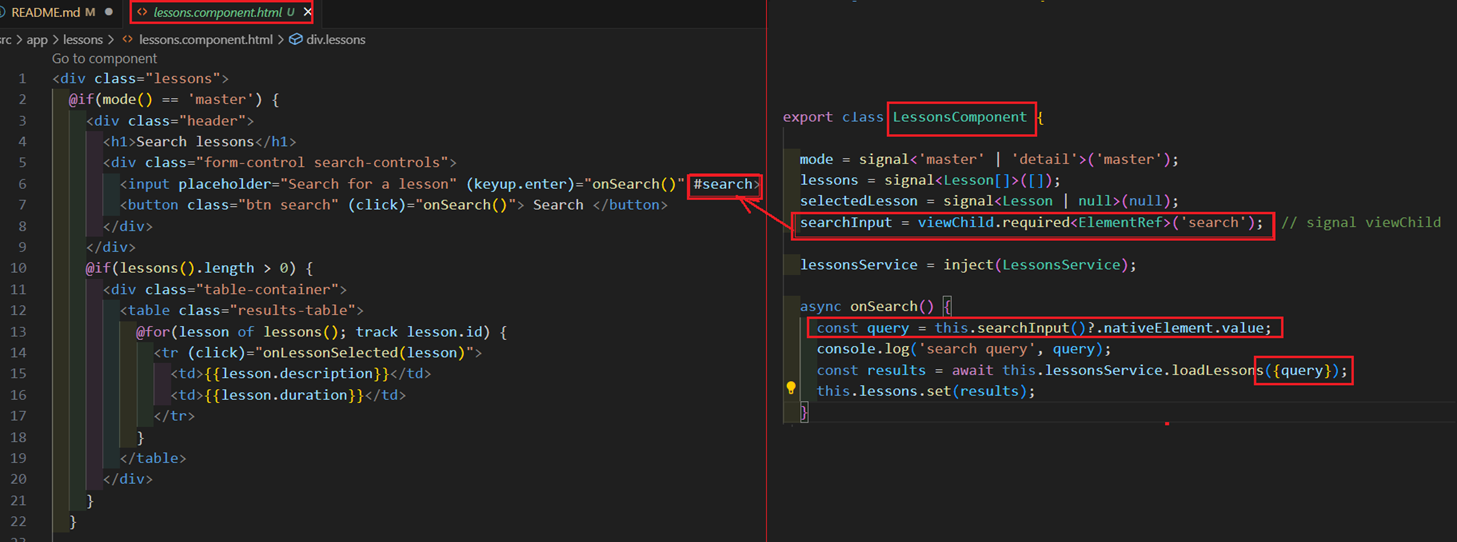 README.md M
lessons.component.html U
src > app > lessons > lessons.component.html > div.lessons
Go to component
1 <div class="lessons">
2 @if(mode() == 'master') {
3 <div class="header">
4 <h1>Search lessons</h1>
5 <div class="form-control search-controls">
6 <input placeholder="Search for a lesson" (keyup.enter)="onSearch()" #search>
7 <button class="btn search" (click)="onSearch()"> Search </button>
8 </div>
9 </div>
10 @if(lessons().length > 0) {
11 <div class="table-container">
12 <table class="results-table">
13 @for(lesson of lessons(); track lesson.id) {
14 <tr (click)="onLessonSelected(lesson)">
15 <td>{{lesson.description}}</td>
16 <td>{{lesson.duration}}</td>
17 </tr>
18 }
19 </table>
20 </div>
21 }
22 }
export class LessonsComponent {
mode = signal<'master' | 'detail'>('master');
lessons = signal<Lesson[]>([]);
selectedLesson = signal<Lesson | null>(null);
searchInput = viewChild.required<ElementRef>('search'); // signal viewChild
lessonsService = inject(LessonsService);
async onSearch() {
const query = this.searchInput()?.nativeElement.value;
console.log('search query', query);
const results = await this.lessonsService.loadLessons({query});
this.lessons.set(results);
}